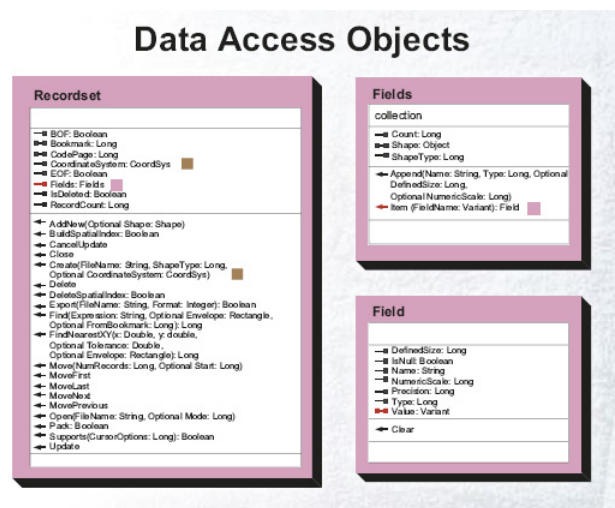 Data Access Objects
Recordset
BOF: Boolean
Bookmark: Long
CodePage: Long
CoordinateSystem: CoordSys
EOF: Boolean
Fields: Fields
IsDeleted: Boolean
RecordCount: Long
AddNew(Optional Shape: Shape)
BuildSpatialIndex: Boolean
CancelUpdate
Close
Create(FileName: String, ShapeType: Long,
Optional CoordinateSystem: CoordSys)
Delete
DeleteSpatialIndex: Boolean
Export(FileName: String, Format: Integer): Boolean
Find(Expression: String, Optional Envelope: Rectangle,
Optional FromBookmark: Long): Long
FindNearestXY(x: Double, y: double,
Optional Tolerance: Double,
Optional Envelope: Rectangle): Long
Move(NumRecords: Long, Optional Start: Long)
MoveFirst
MoveLast
MoveNext
MovePrevious
Open(FileName: String, Optional Mode: Long)
Pack: Boolean
Supports(CursorOptions: Long): Boolean
Update
Fields
collection
Count: Long
Shape: Object
ShapeType: Long
Append(Name: String, Type: Long, Optional
DefinedSize: Long,
Optional NumericScale: Long)
Item (FieldName: Variant): Field
Field
DefinedSize: Long
IsNull: Boolean
Name: String
NumericScale: Long
Precision: Long
Type: Long
Value: Variant
Clear